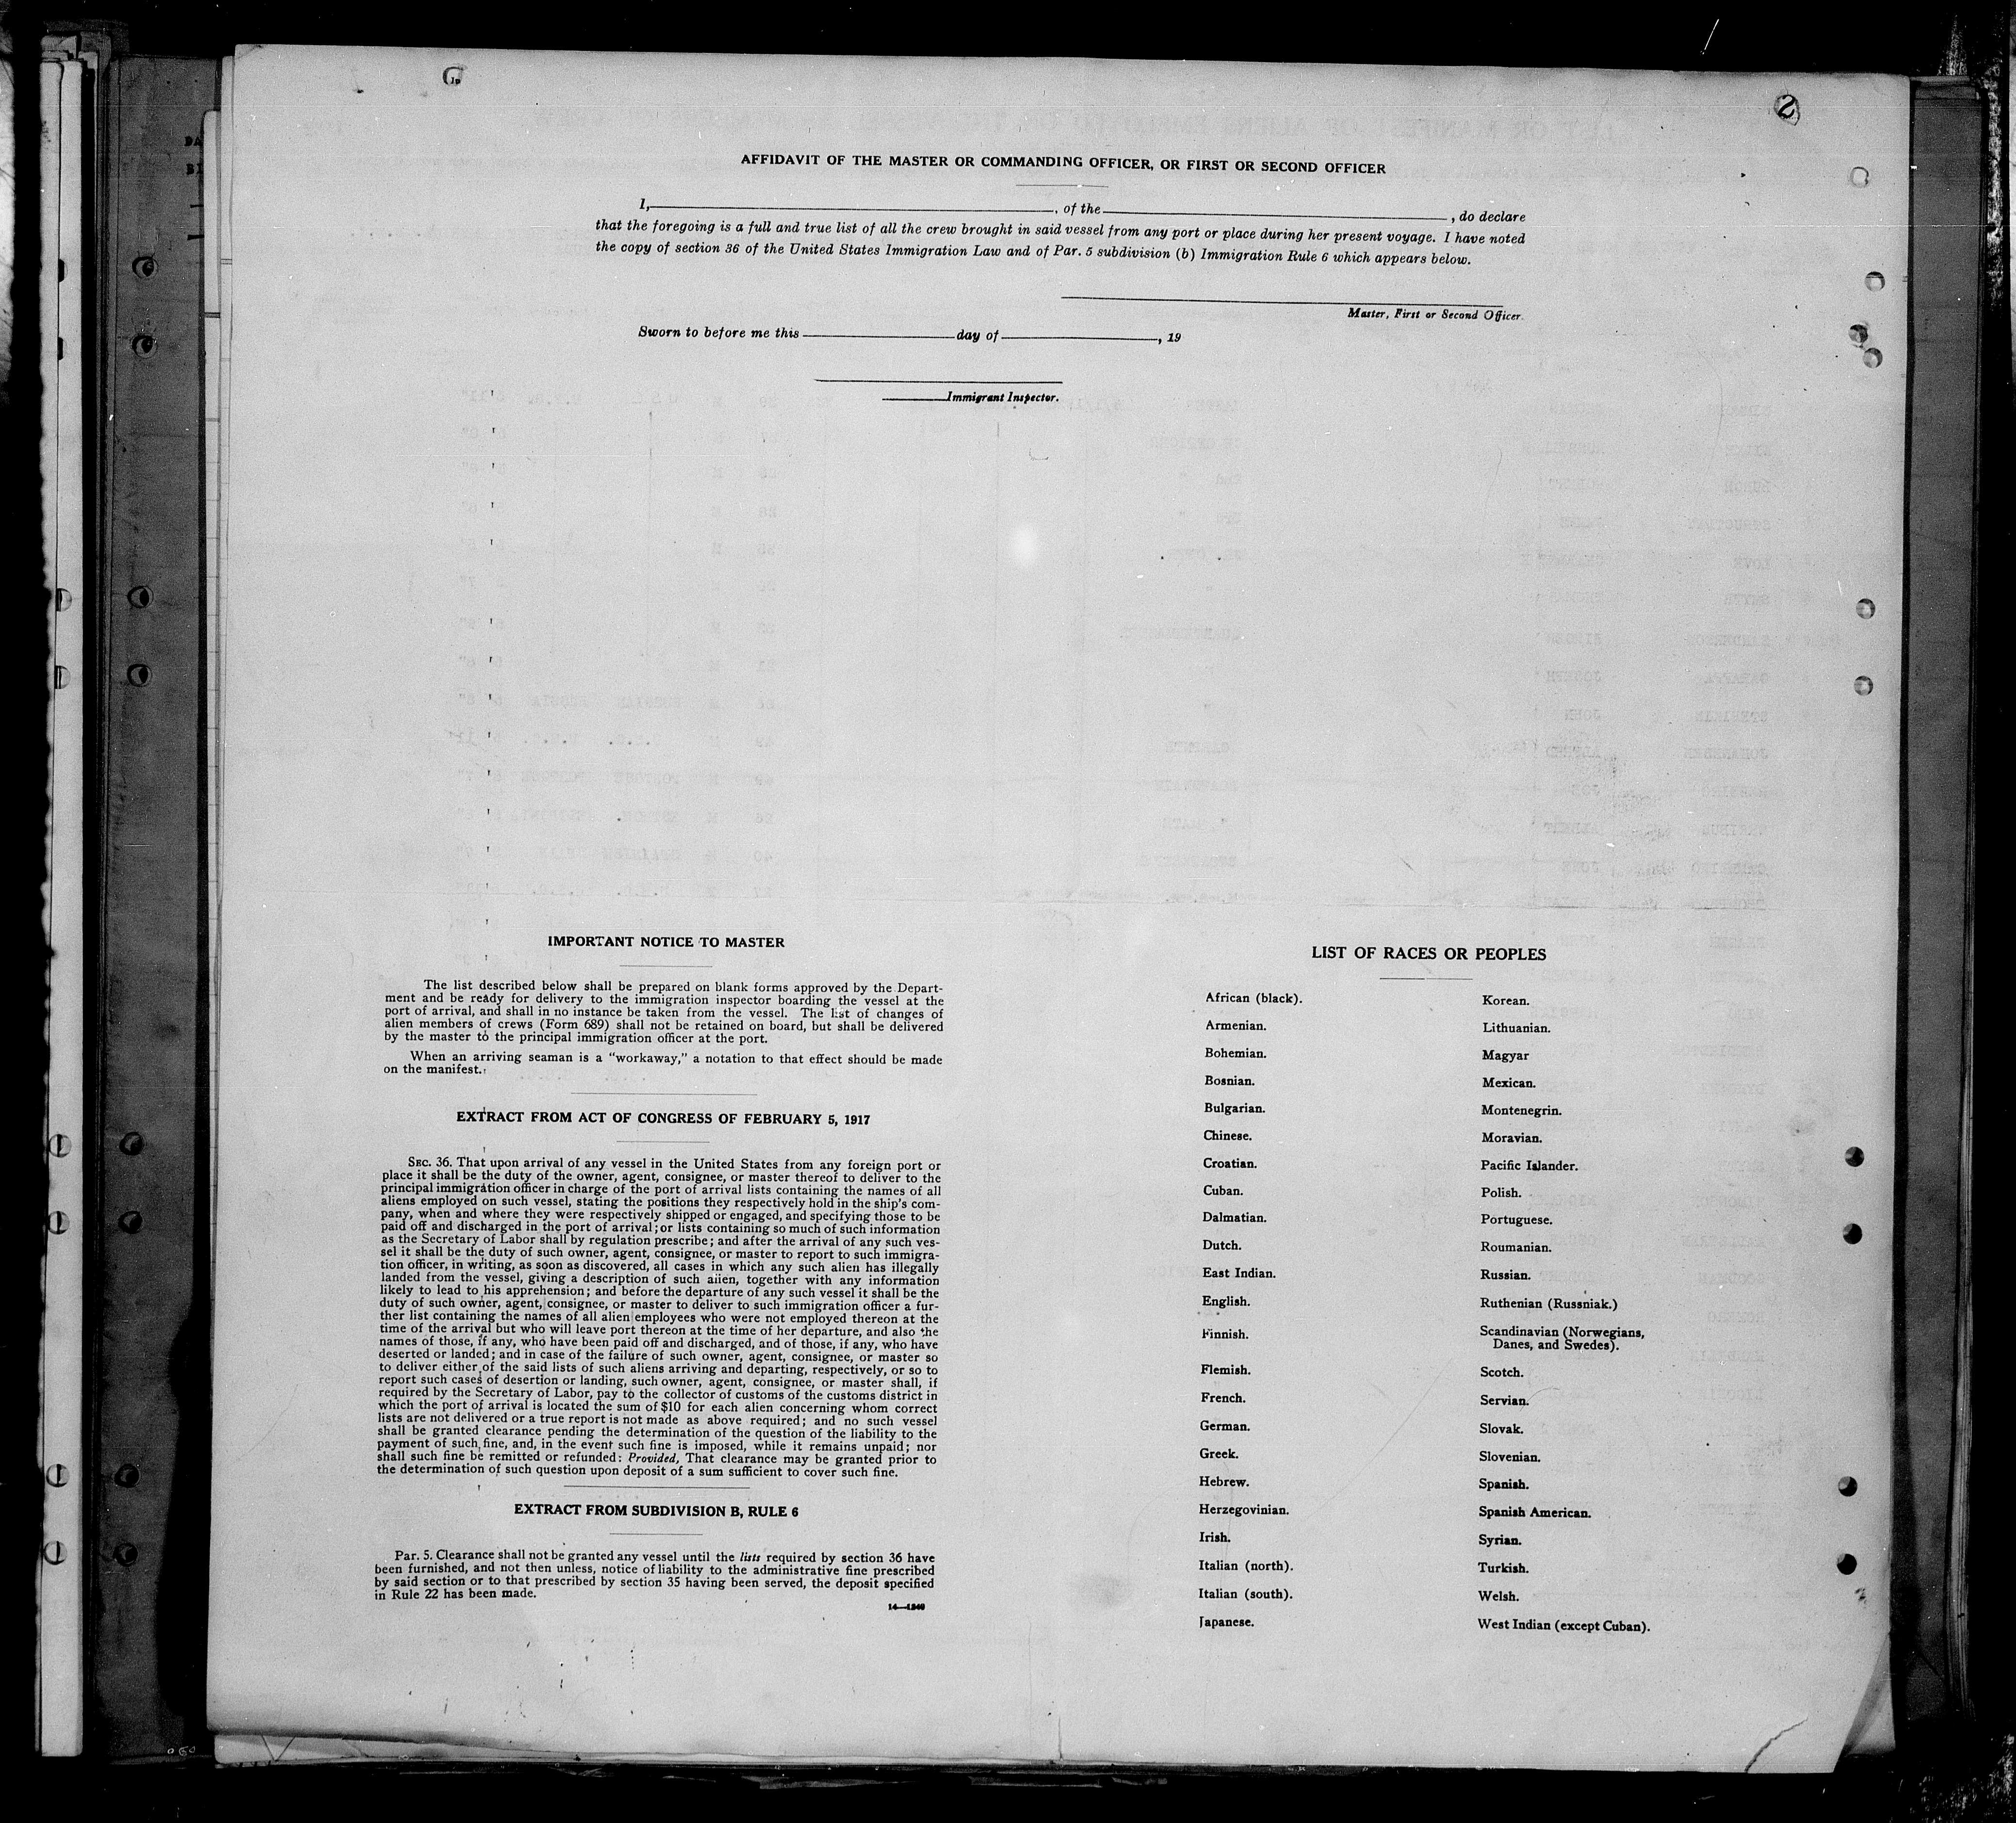 2
AFFIDAVIT OF THE MASTER OR COMMANDING OFFICER, OR FIRST OR SECOND OFFICER
I, , of the , do declare
that the foregoing is a full and true list of all the crew brought in said vessel from any port or place during her present voyage. I have noted
the copy of section 36 of the United States Immigration Law and of Par. 5 subdivision (b) Immigration Rule 6 which appears below.
Master, First or Second Officer.
Sworn to before me this day of , 19
Immigrant Inspector.
IMPORTANT NOTICE TO MASTER
The list described below shall be prepared on blank forms approved by the Depart-
ment and be ready for delivery to the immigration inspector boarding the vessel at the
port of arrival, and shall in no instance be taken from the vessel. The list of changes of
alien members of crews (Form 689) shall not be retained on board, but shall be delivered
by the master to the principal immigration officer at the port.
When an arriving seaman is a "workaway," a notation to that effect should be made
on the manifest.
EXTRACT FROM ACT OF CONGRESS OF FEBRUARY 5, 1917
SEC. 36. That upon arrival of any vessel in the United States from any foreign port or
place it shall be the duty of the owner, agent, consignee, or master thereof to deliver to the
principal immigration officer in charge of the port of arrival lists containing the names of all
aliens employed on such vessel, stating the positions they respectively hold in the ship's com-
pany, when and where they were respectively shipped or engaged, and specifying those to be
paid off and discharged in the port of arrival; or lists containing so much of such information
as the Secretary of Labor shall by regulation prescribe; and after the arrival of any such ves-
sel it shall be the duty of such owner, agent, consignee, or master to report to such immigra-
tion officer, in writing, as soon as discovered, all cases in which any such alien has illegally
landed from the vessel, giving a description of such alien, together with any information
likely to lead to his apprehension; and before the departure of any such vessel it shall be the
duty of such owner, agent, consignee, or master to deliver to such immigration officer a fur-
ther list containing the names of all alien employees who were not employed thereon at the
time of the arrival but who will leave port thereon at the time of her departure, and also the
names of those, if any, who have been paid off and discharged, and of those, if any, who have
deserted or landed; and in case of the failure of such owner, agent, consignee, or master so
to deliver either of the said lists of such aliens arriving and departing, respectively, or so to
report such cases of desertion or landing, such owner, agent, consignee, or master shall, if
required by the Secretary of Labor, pay to the collector of customs of the customs district in
which the port of arrival is located the sum of $10 for each alien concerning whom correct
lists are not delivered or a true report is not made as above required; and no such vessel
shall be granted clearance pending the determination of the question of the liability to the
payment of such fine, and, in the event such fine is imposed, while it remains unpaid; nor
shall such fine be remitted or refunded: Provided, That clearance may be granted prior to
the determination of such question upon deposit of a sum sufficient to cover such fine.
EXTRACT FROM SUBDIVISION B, RULE 6
Par. 5. Clearance shall not be granted any vessel until the lists required by section 36 have
been furnished, and not then unless, notice of liability to the administrative fine prescribed
by said section or to that prescribed by section 35 having been served, the deposit specified
in Rule 22 has been made.
14—1240
LIST OF RACES OR PEOPLES
African (black).
Armenian.
Bohemian.
Bosnian.
Bulgarian.
Chinese.
Croatian.
Cuban.
Dalmatian.
Dutch.
East Indian.
English.
Finnish.
Flemish.
French.
German.
Greek.
Hebrew.
Herzegovinian.
Irish.
Italian (north).
Italian (south).
Japanese.
Korean.
Lithuanian.
Magyar
Mexican.
Montenegrin.
Moravian.
Pacific Islander.
Polish.
Portuguese.
Roumanian.
Russian.
Ruthenian (Russniak.)
Scandinavian (Norwegians,
Danes, and Swedes).
Scotch.
Servian.
Slovak.
Slovenian.
Spanish.
Spanish American.
Syrian.
Turkish.
Welsh.
West Indian (except Cuban).